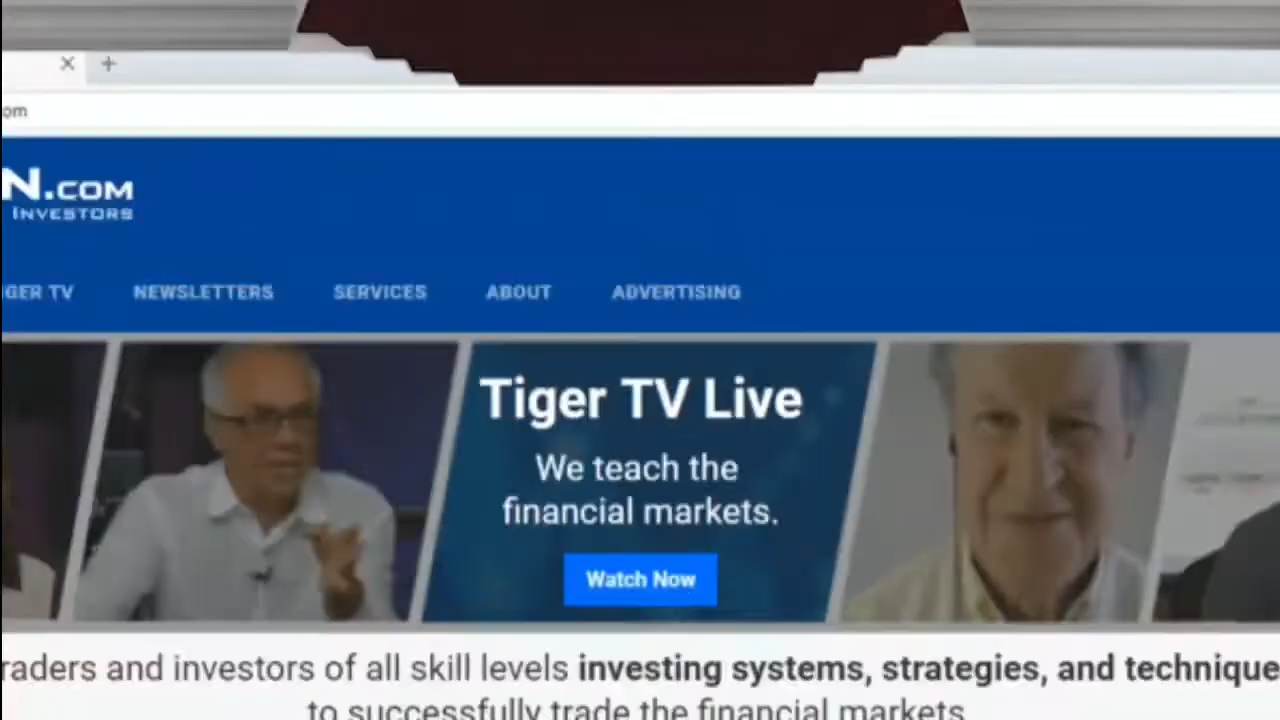 om
N.COM
INVESTORS
IGER TV NEWSLETTERS SERVICES ABOUT ADVERTISING
Tiger TV Live
We teach the
financial markets.
Watch Now
raders and investors of all skill levels investing systems, strategies, and technique
to successfully trade the financial markets